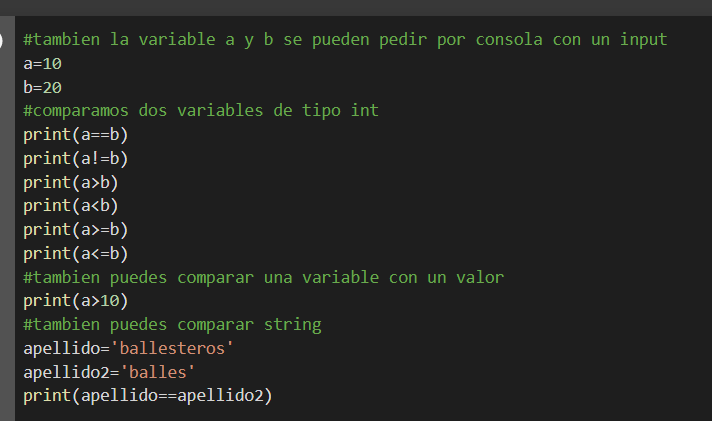 #tambien la variable a y b se pueden pedir por consola con un input
a=10
b=20
#comparamos dos variables de tipo int
print(a==b)
print(a!=b)
print(a>b)
print(a<b)
print(a>=b)
print(a<=b)
#tambien puedes comparar una variable con un valor
print(a>10)
#tambien puedes comparar string
apellido='ballesteros'
apellido2='balles'
print(apellido==apellido2)